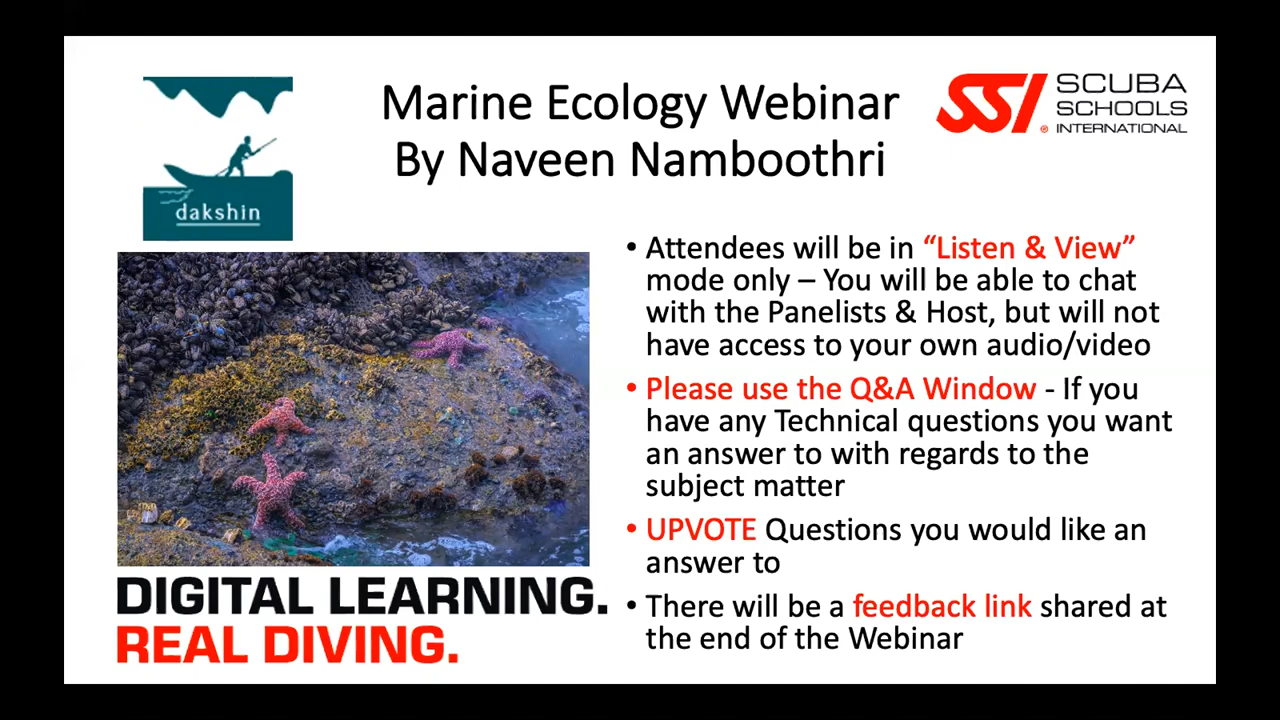 dakshin
Marine Ecology Webinar
By Naveen Namboothri
SSI® SCUBA
SCHOOLS
INTERNATIONAL
• Attendees will be in “Listen & View”
mode only – You will be able to chat
with the Panelists & Host, but will not
have access to your own audio/video
• Please use the Q&A Window - If you
have any Technical questions you want
an answer to with regards to the
subject matter
• UPVOTE Questions you would like an
answer to
• There will be a feedback link shared at
the end of the Webinar
DIGITAL LEARNING.
REAL DIVING.